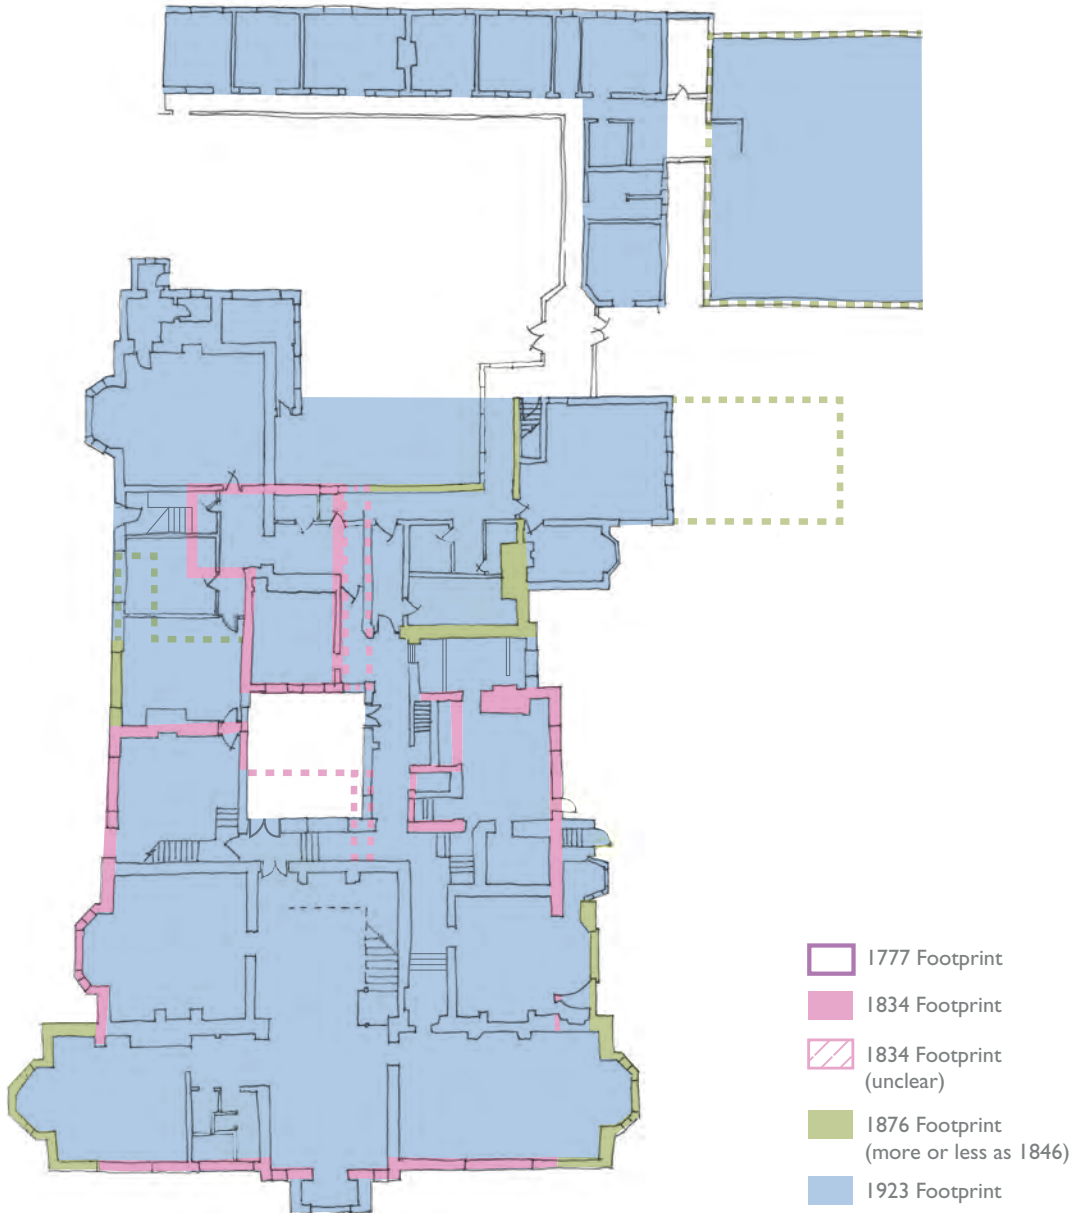 1777 Footprint
1834 Footprint
1834 Footprint
(unclear)
1876 Footprint
(more or less as 1846)
1923 Footprint